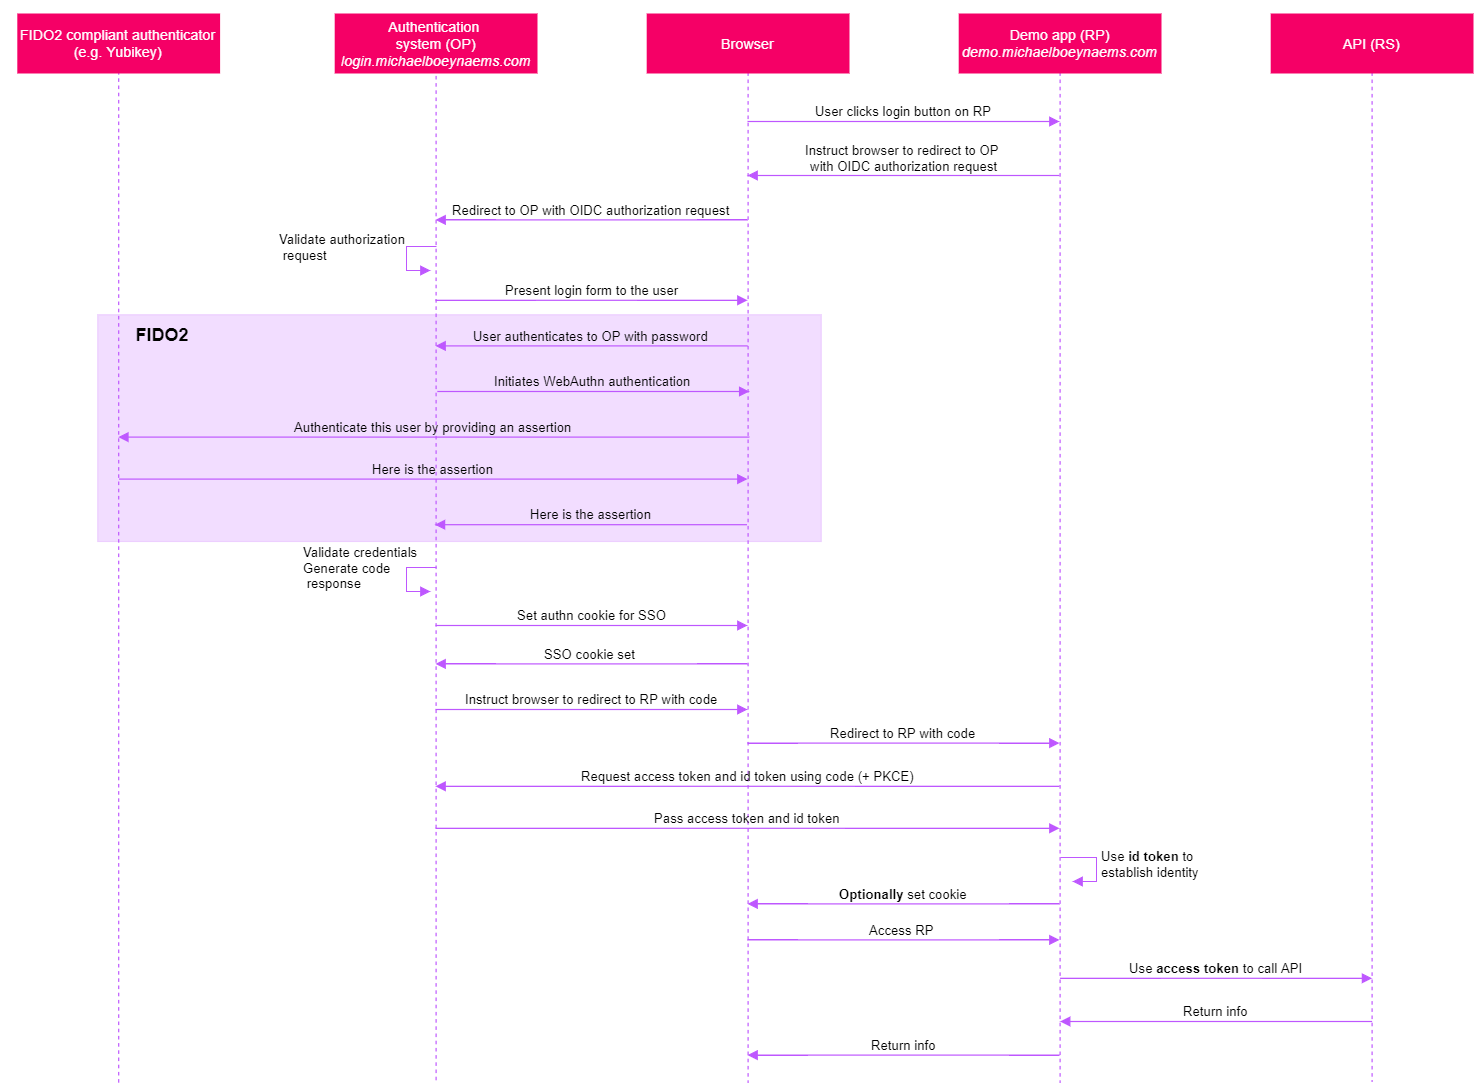 FIDO2 compliant authenticator
(e.g. Yubikey)
Authentication
system (OP)
login.michaelboeynaems.com
Browser
Demo app (RP)
demo.michaelboeynaems.com
API (RS)
User clicks login button on RP
Instruct browser to redirect to OP
with OIDC authorization request
Redirect to OP with OIDC authorization request
Validate authorization
request
Present login form to the user
FIDO2
User authenticates to OP with password
Initiates WebAuthn authentication
Authenticate this user by providing an assertion
Here is the assertion
Here is the assertion
Validate credentials
Generate code
response
Set authn cookie for SSO
SSO cookie set
Instruct browser to redirect to RP with code
Redirect to RP with code
Request access token and id token using code (+ PKCE)
Pass access token and id token
Use id token to
establish identity
Optionally set cookie
Access RP
Use access token to call API
Return info
Return info